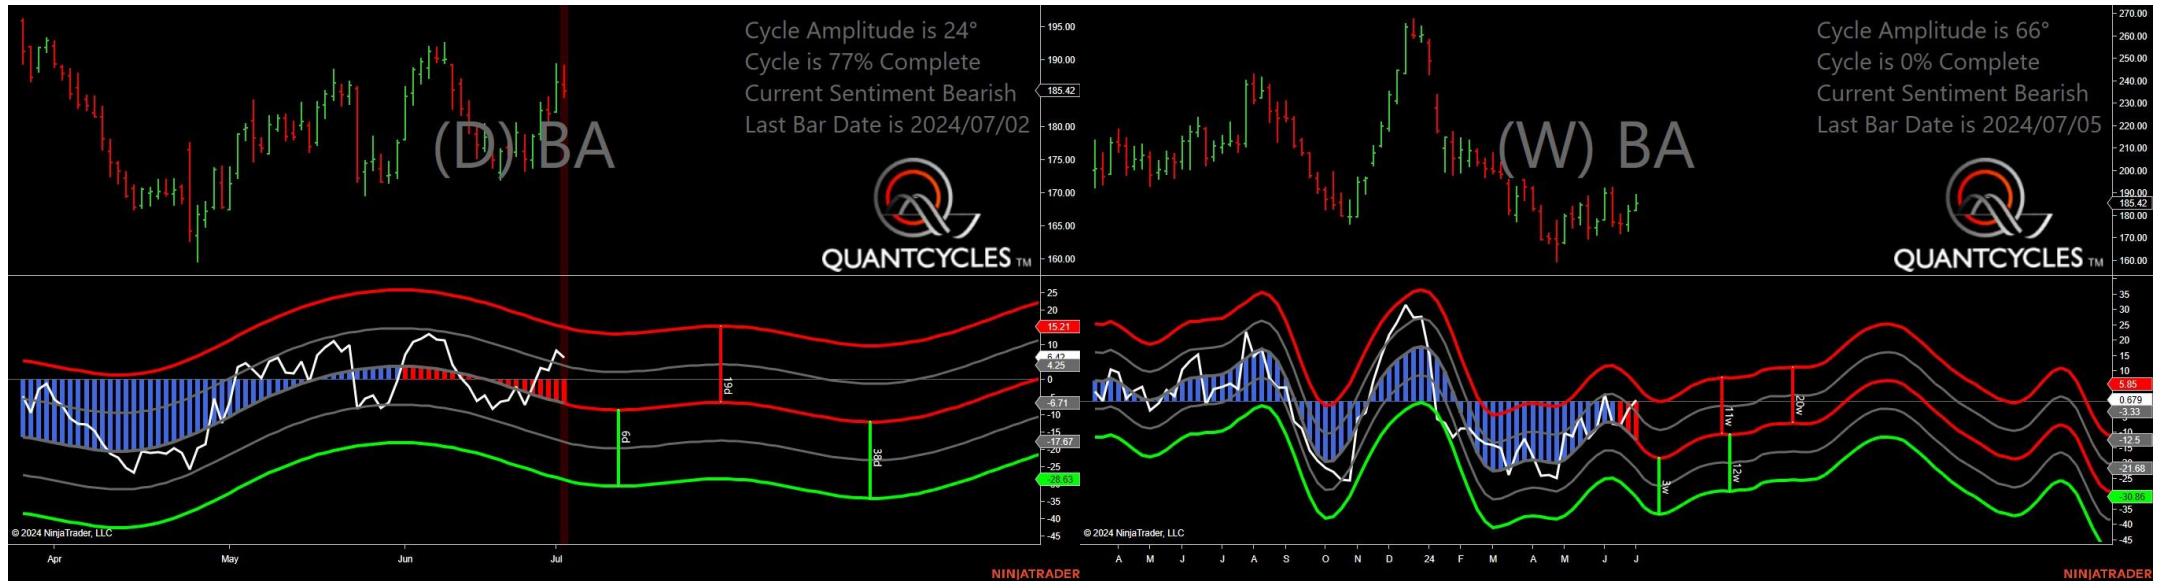 Cycle Amplitude is 24°
Cycle is 77% Complete
Current Sentiment Bearish
Last Bar Date is 2024/07/02
(D) BA
QUANTCYCLES TM
195.00
190.00
185.42
180.00
175.00
170.00
165.00
160.00
25
20
15.21
6.42
4.25
0
-6.71
-10
-15
-17.67
-20
-25
-28.63
-35
-40
-45
19d
6d
38d
© 2024 NinjaTrader, LLC
Apr May Jun Jul
NINJATRADER
Cycle Amplitude is 66°
Cycle is 0% Complete
Current Sentiment Bearish
Last Bar Date is 2024/07/05
(W) BA
QUANTCYCLES TM
270.00
260.00
250.00
240.00
230.00
220.00
210.00
200.00
190.00
185.42
180.00
170.00
160.00
35
30
25
20
15
10
5.85
0.679
-3.33
-12.5
-15
-21.68
-25
-30.86
-35
-40
-45
11w
20w
3w
12w
© 2024 NinjaTrader, LLC
A M J J A S O N D 24 F M A M J J
NINJATRADER